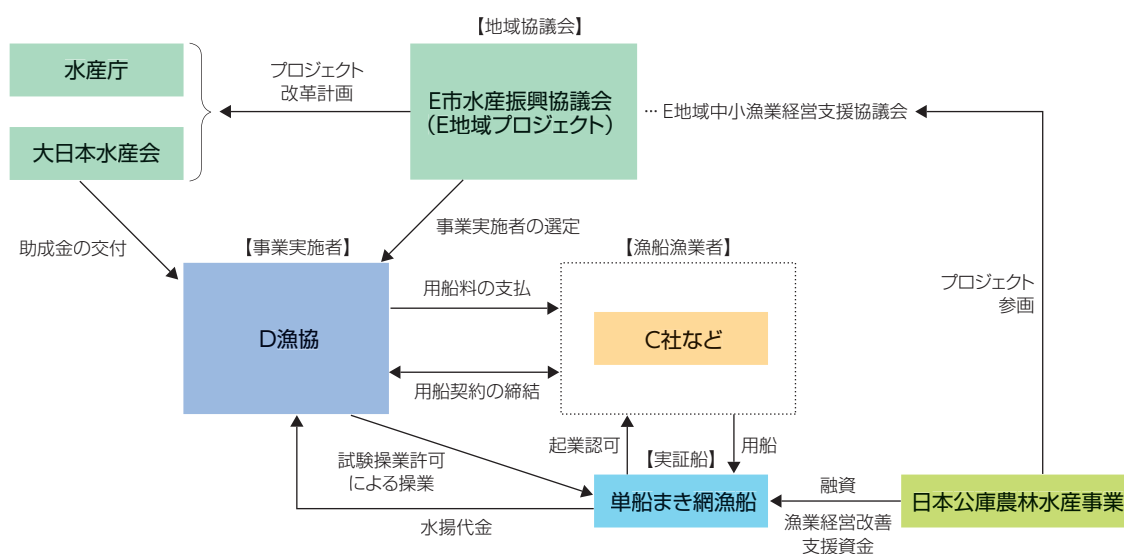 【地域協議会】
水産庁
大日本水産会
プロジェクト
改革計画
E市水産振興協議会
（E地域プロジェクト）
… E地域中小漁業経営支援協議会
助成金の交付
事業実施者の選定
【事業実施者】
【漁船漁業者】
D漁協
用船料の支払
用船契約の締結
C社など
プロジェクト
参画
試験操業許可
による操業
水揚代金
起業認可
用船
【実証船】
単船まき網漁船
融資
漁業経営改善
支援資金
日本公庫農林水産事業